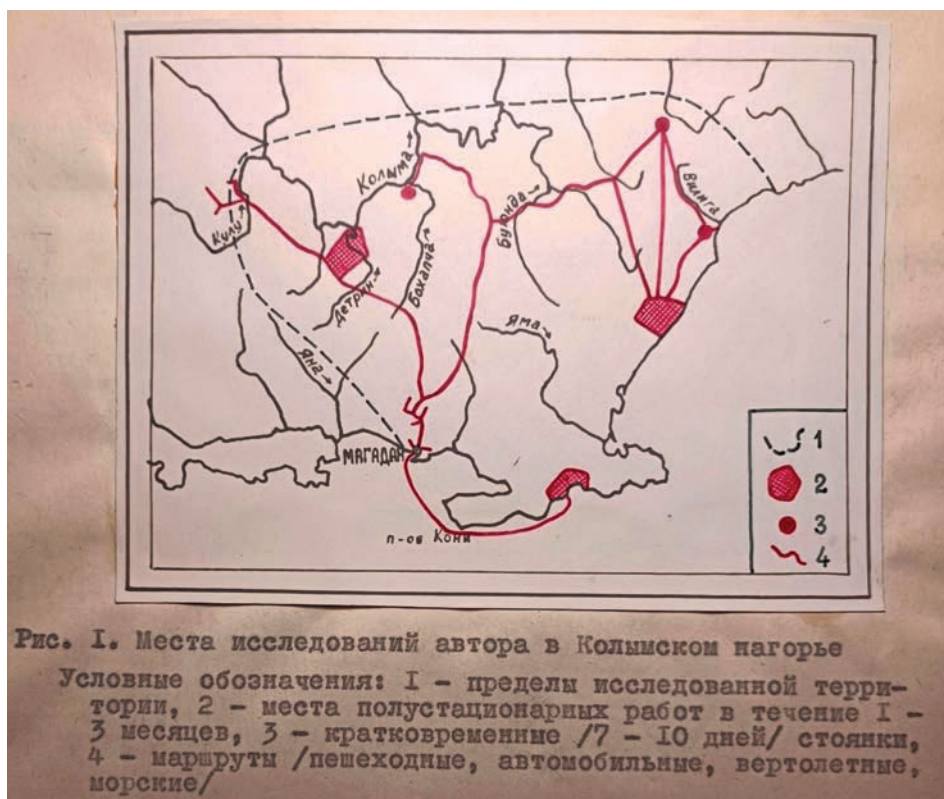 Колыма→
Кулу→
Детрин→
Бахапча→
Буюнда→
Вилига
Яма→
Яна→
МАГАДАН
п-ов Кони
1
2
3
4
Рис. I. Места исследований автора в Колымском нагорье
Условные обозначения: I – пределы исследованной терри-
тории, 2 – места полустационарных работ в течение I –
3 месяцев, 3 – кратковременные /7 – IO дней/ стоянки,
4 – маршруты /пешеходные, автомобильные, вертолетные,
морские/